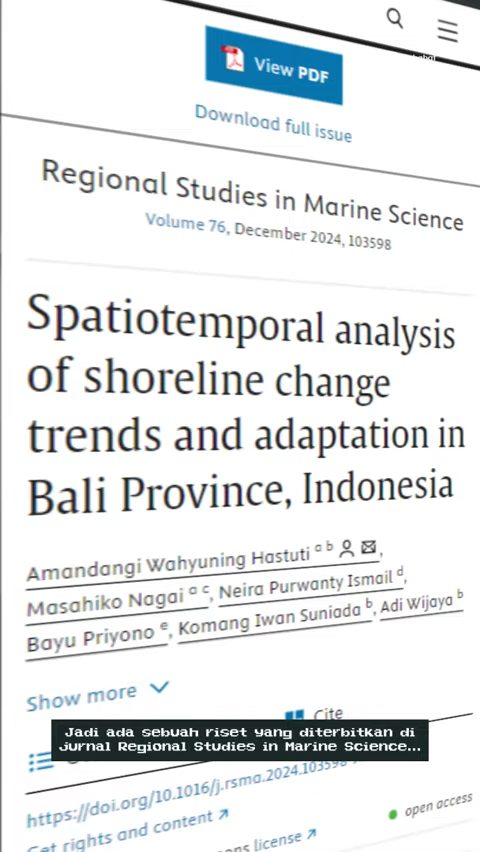 View PDF
Download full issue
Regional Studies in Marine Science
Volume 76, December 2024, 103598
Spatiotemporal analysis
of shoreline change
trends and adaptation in
Bali Province, Indonesia
Amandangi Wahyuning Hastuti a b,
Masahiko Nagai a c, Neira Purwanty Ismail d,
Bayu Priyono e, Komang Iwan Suniada b, Adi Wijaya b
Show more
Cite
Jadi ada sebuah riset yang diterbitkan di
Jurnal Regional Studies in Marine Science...
https://doi.org/10.1016/j.rsma.2024.103598
Get rights and content
license
open access